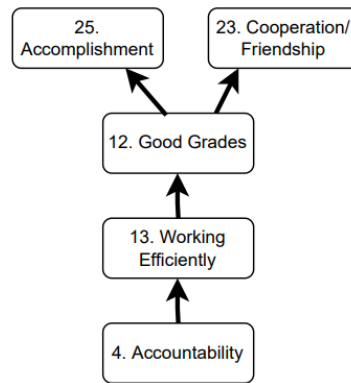 25.
Accomplishment
23. Cooperation/
Friendship
12. Good Grades
13. Working
Efficiently
4. Accountability